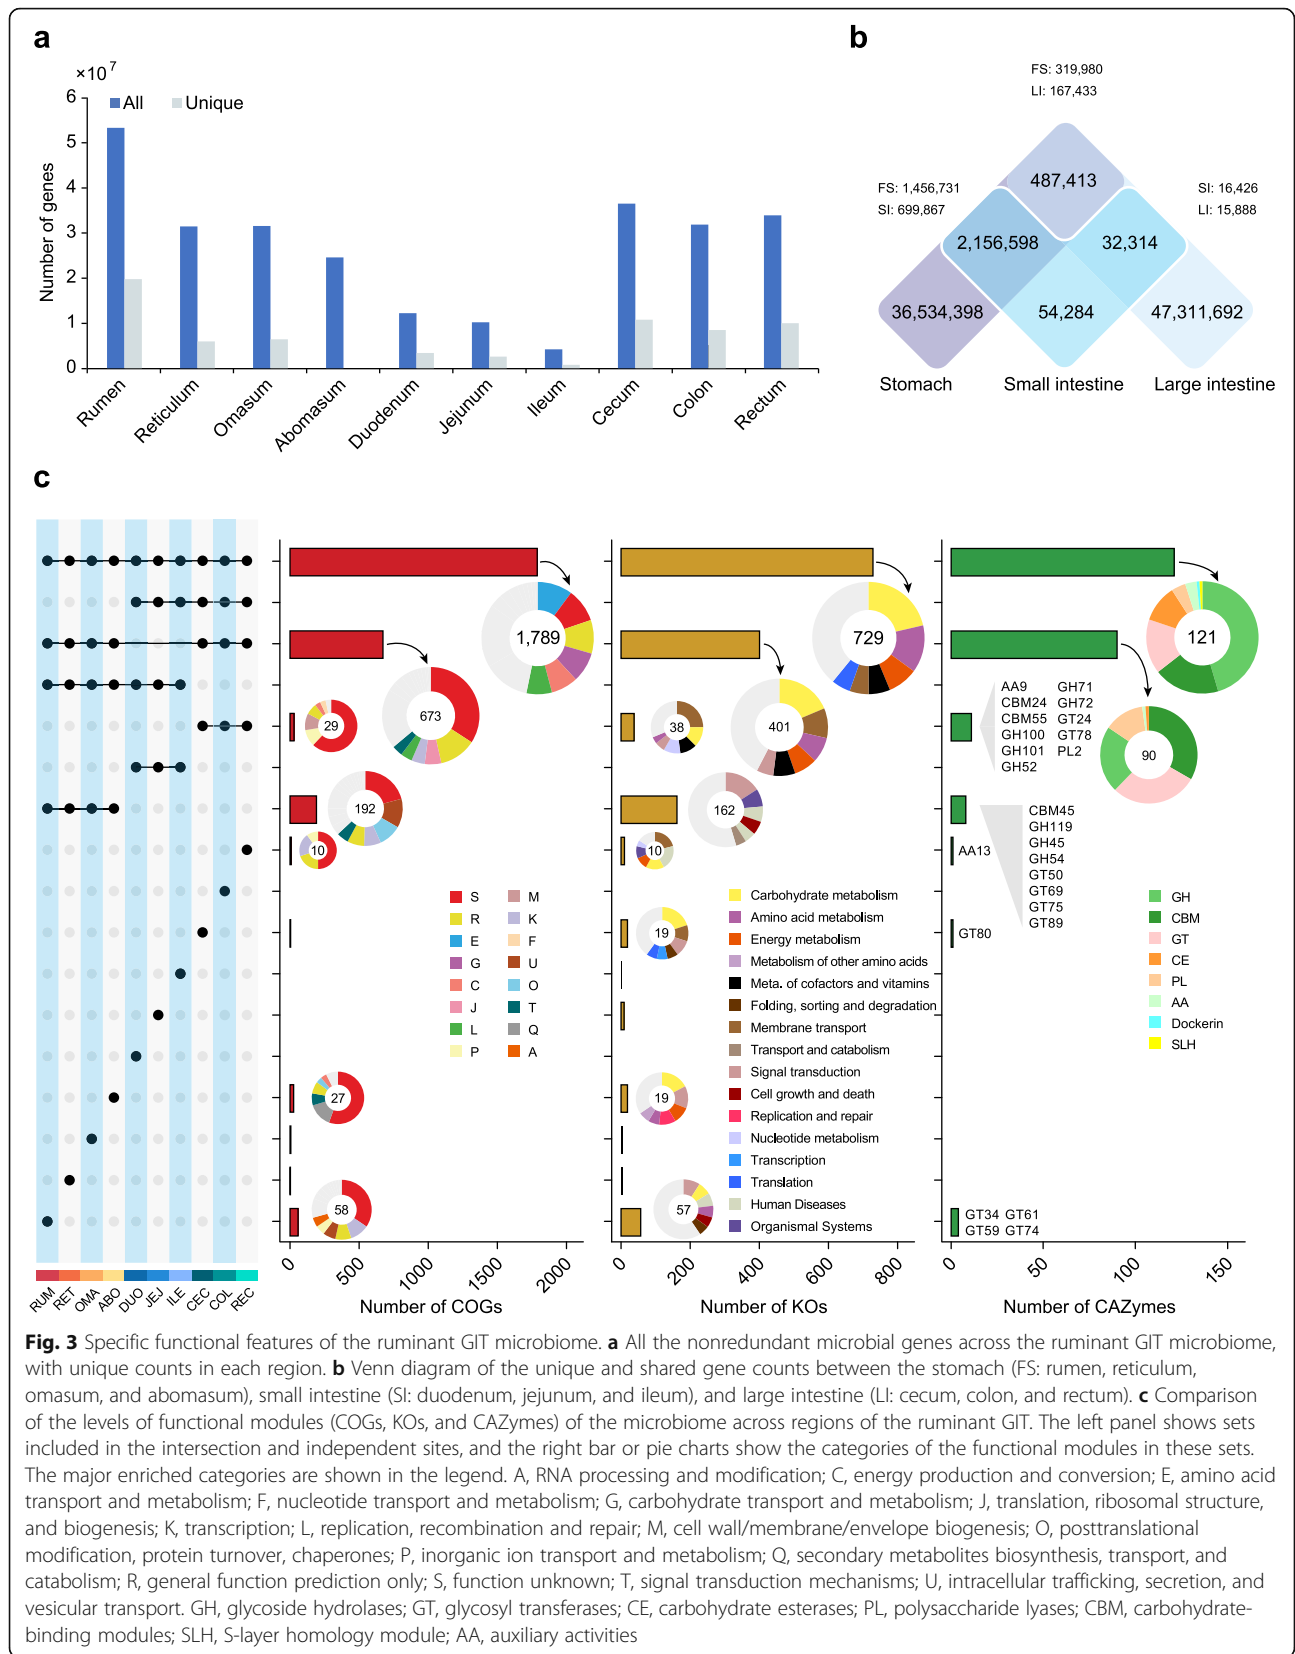 a
×10 7
All
Unique
Number of genes
6
5
4
3
2
1
0
Rumen
Reticulum
Omasum
Abomasum
Duodenum
Jejunum
Ileum
Cecum
Colon
Rectum
b
FS: 319,980
LI: 167,433
FS: 1,456,731
SI: 699,867
SI: 16,426
LI: 15,888
487,413
2,156,598
32,314
36,534,398
54,284
47,311,692
Stomach
Small intestine
Large intestine
c
RUM
RET
OMA
ABO
DUO
JEJ
ILE
CEC
COL
REC
1,789
673
29
192
10
27
58
S
R
E
G
C
J
L
P
M
K
F
U
O
T
Q
A
0
500
1000
1500
2000
Number of COGs
729
401
38
162
10
19
19
57
Carbohydrate metabolism
Amino acid metabolism
Energy metabolism
Metabolism of other amino acids
Meta. of cofactors and vitamins
Folding, sorting and degradation
Membrane transport
Transport and catabolism
Signal transduction
Cell growth and death
Replication and repair
Nucleotide metabolism
Transcription
Translation
Human Diseases
Organismal Systems
0
200
400
600
800
Number of KOs
121
90
AA9 GH71
CBM24 GH72
CBM55 GT24
GH100 GT78
GH101 PL2
GH52
CBM45
GH119
GH45
GH54
GT50
GT69
GT75
GT89
AA13
GT80
GT34 GT61
GT59 GT74
GH
CBM
GT
CE
PL
AA
Dockerin
SLH
0
50
100
150
Number of CAZymes
Fig. 3 Specific functional features of the ruminant GIT microbiome. a All the nonredundant microbial genes across the ruminant GIT microbiome,
with unique counts in each region. b Venn diagram of the unique and shared gene counts between the stomach (FS: rumen, reticulum,
omasum, and abomasum), small intestine (SI: duodenum, jejunum, and ileum), and large intestine (LI: cecum, colon, and rectum). c Comparison
of the levels of functional modules (COGs, KOs, and CAZymes) of the microbiome across regions of the ruminant GIT. The left panel shows sets
included in the intersection and independent sites, and the right bar or pie charts show the categories of the functional modules in these sets.
The major enriched categories are shown in the legend. A, RNA processing and modification; C, energy production and conversion; E, amino acid
transport and metabolism; F, nucleotide transport and metabolism; G, carbohydrate transport and metabolism; J, translation, ribosomal structure,
and biogenesis; K, transcription; L, replication, recombination and repair; M, cell wall/membrane/envelope biogenesis; O, posttranslational
modification, protein turnover, chaperones; P, inorganic ion transport and metabolism; Q, secondary metabolites biosynthesis, transport, and
catabolism; R, general function prediction only; S, function unknown; T, signal transduction mechanisms; U, intracellular trafficking, secretion, and
vesicular transport. GH, glycoside hydrolases; GT, glycosyl transferases; CE, carbohydrate esterases; PL, polysaccharide lyases; CBM, carbohydrate-
binding modules; SLH, S-layer homology module; AA, auxiliary activities